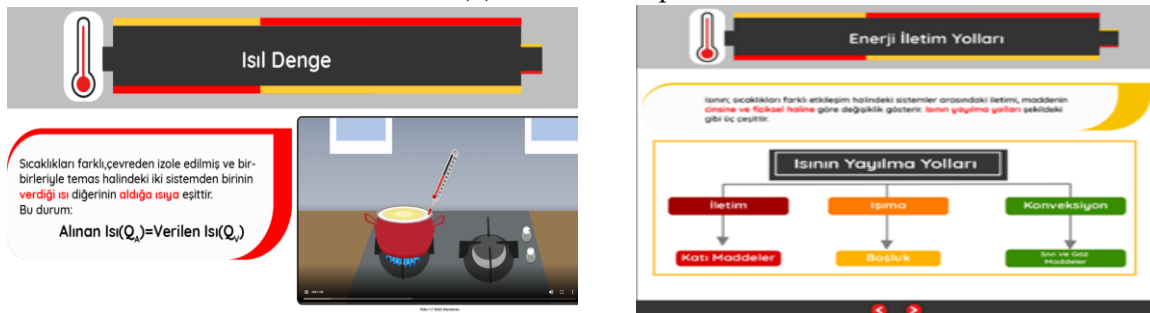 Isıl Denge
Sıcaklıkları farklı,çevreden izole edilmiş ve bir-
birleriyle temas halindeki iki sistemden birinin
verdiği ısı diğerinin aldığa ısıya eşittir.
Bu durum:
Alınan Isı(Q_A)=Verilen Isı(Q_V)
Enerji İletim Yolları
Isının; sıcaklıkları farklı etkileşim halindeki sistemler arasındaki iletimi, maddenin
cinsine ve fiziksel haline göre değişiklik gösterir. Isının yayılma yolları şekildeki
gibi üç çeşittir.
Isının Yayılma Yolları
İletim
Işıma
Konveksiyon
Katı Maddeler
Boşluk
Sıvı ve Gaz
Maddeler